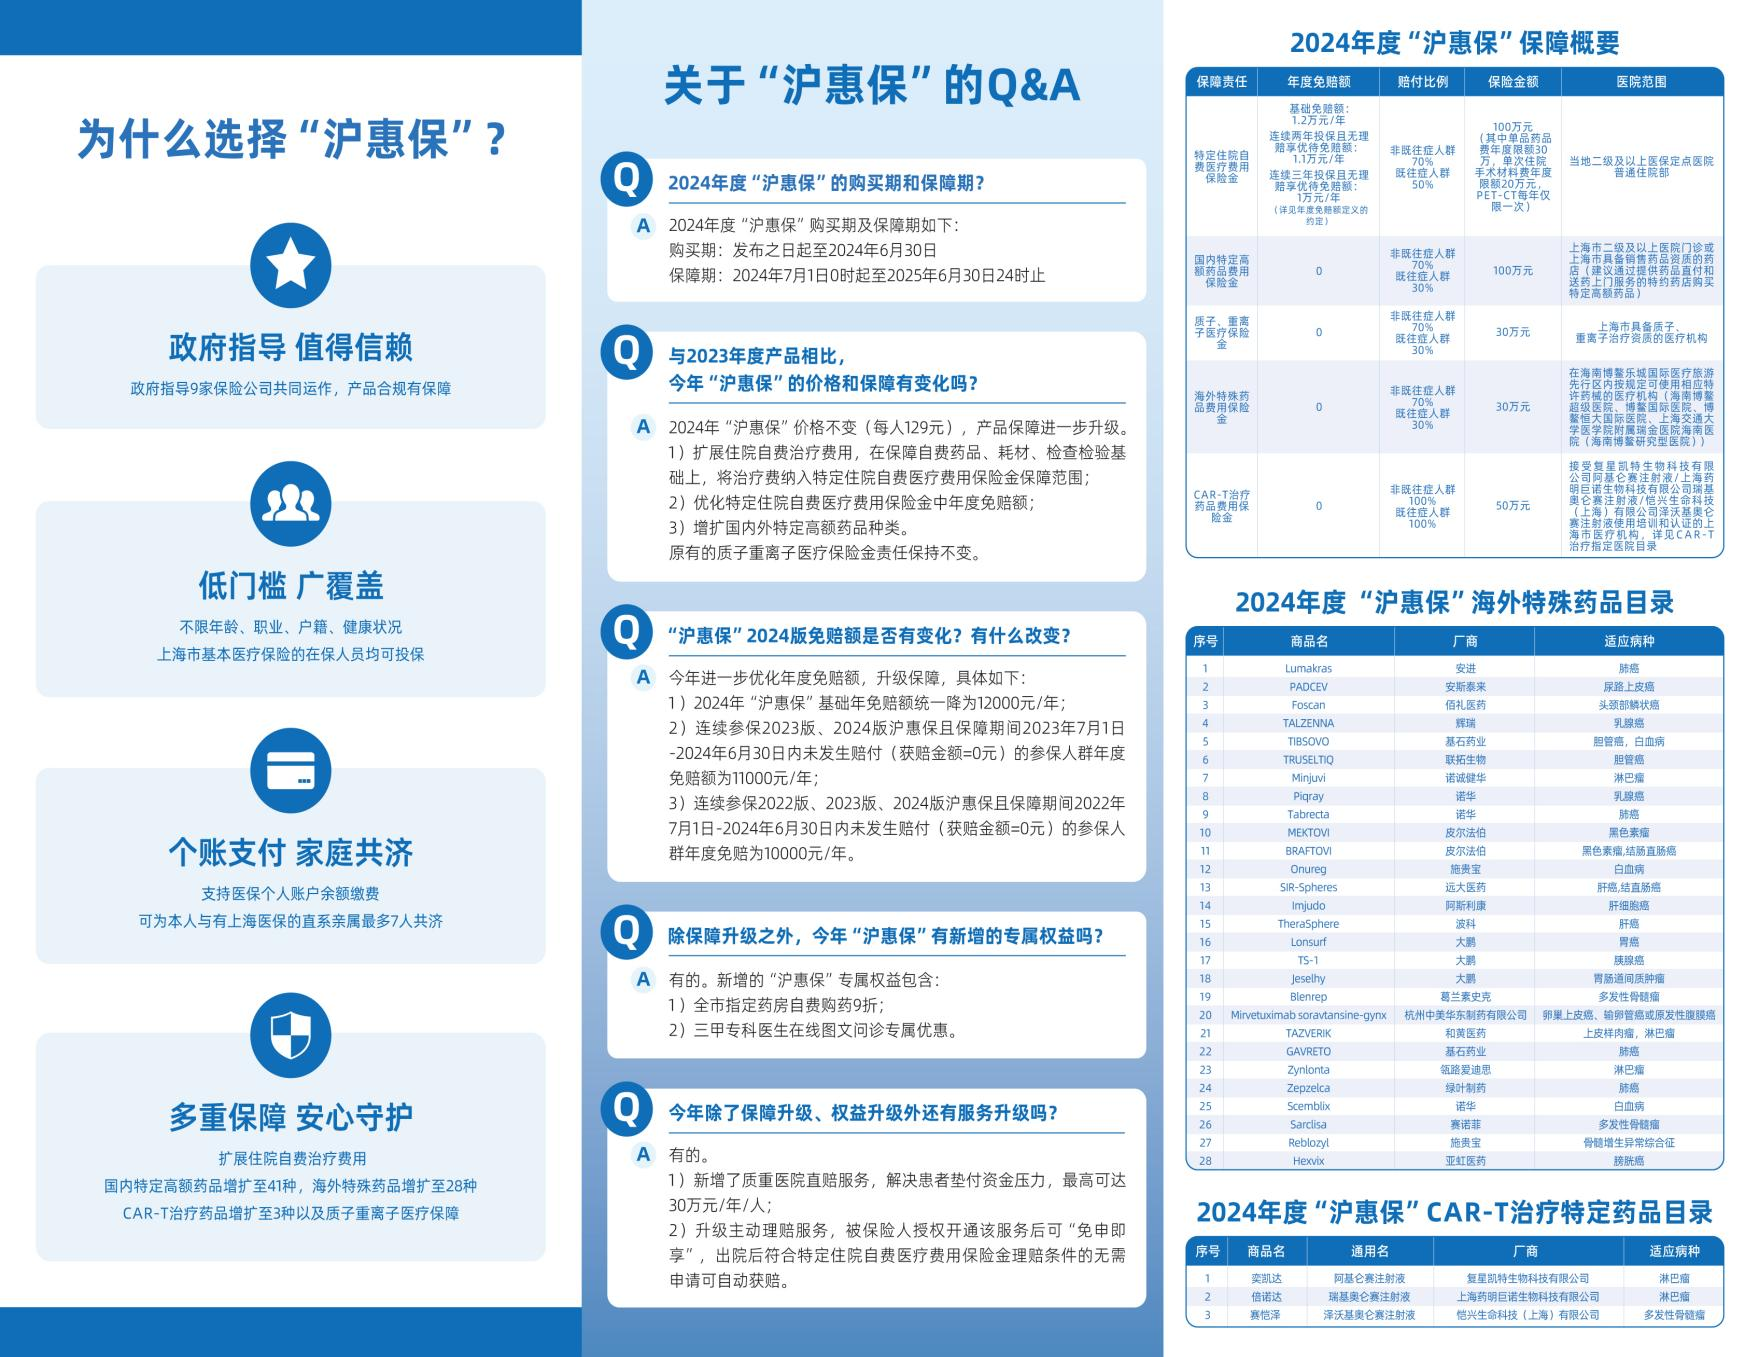 为什么选择“沪惠保”?
政府指导 值得信赖
政府指导9家保险公司共同运作，产品合规有保障
低门槛 广覆盖
不限年龄、职业、户籍、健康状况
上海市基本医疗保险的在保人员均可投保
个账支付 家庭共济
支持医保个人账户余额缴费
可为本人与有上海医保的直系亲属最多7人共济
多重保障 安心守护
扩展住院自费治疗费用
国内特定高额药品增扩至41种，海外特殊药品增扩至28种
CAR-T治疗药品增扩至3种以及质子重离子医疗保障
关于“沪惠保”的Q&A
Q
2024年度“沪惠保”的购买期和保障期?
A
2024年度“沪惠保”购买期及保障期如下：
购买期：发布之日起至2024年6月30日
保障期：2024年7月1日0时起至2025年6月30日24时止
Q
与2023年度产品相比，
今年“沪惠保”的价格和保障有变化吗?
A
2024年“沪惠保”价格不变（每人129元），产品保障进一步升级。
1）扩展住院自费治疗费用，在保障自费药品、耗材、检查检验基
础上，将治疗费纳入特定住院自费医疗费用保险金保障范围；
2）优化特定住院自费医疗费用保险金中年度免赔额；
3）增扩国内外特定高额药品种类。
原有的质子重离子医疗保险金责任保持不变。
Q
“沪惠保”2024版免赔额是否有变化? 有什么改变?
A
今年进一步优化年度免赔额，升级保障，具体如下：
1）2024年“沪惠保”基础年免赔额统一降为12000元/年；
2）连续参保2023版、2024版沪惠保且保障期间2023年7月1日
-2024年6月30日内未发生赔付（获赔金额=0元）的参保人群年度
免赔额为11000元/年；
3）连续参保2022版、2023版、2024版沪惠保且保障期间2022年
7月1日-2024年6月30日内未发生赔付（获赔金额=0元）的参保人
群年度免赔为10000元/年。
Q
除保障升级之外，今年“沪惠保”有新增的专属权益吗?
A
有的。新增的“沪惠保”专属权益包含：
1）全市指定药房自费购药9折；
2）三甲专科医生在线图文问诊专属优惠。
Q
今年除了保障升级、权益升级外还有服务升级吗?
A
有的。
1）新增了质重医院直赔服务，解决患者垫付资金压力，最高可达
30万元/年/人；
2）升级主动理赔服务，被保险人授权开通该服务后可“免申即
享”，出院后符合特定住院自费医疗费用保险金理赔条件的无需
申请可自动获赔。
2024年度“沪惠保”保障概要
保障责任 年度免赔额 赔付比例 保险金额 医院范围
特定住院自
费医疗费用
保险金
基础免赔额：
1.2万元/年
连续两年投保且无理
赔享优待免赔额：
1.1万元/年
连续三年投保且无理
赔享优待免赔额：
1万元/年
（详见年度免赔额定义的
约定）
非既往症人群
70%
既往症人群
50%
100万元
（其中单品药品
费年度限额30
万，单次住院
手术材料费年度
限额20万元，
PET-CT每年仅
限一次）
当地二级及以上医保定点医院
普通住院部
国内特定高
额药品费用
保险金
0
非既往症人群
70%
既往症人群
30%
100万元
上海市二级及以上医院门诊或
上海市具备销售药品资质的药
店（建议通过提供药品直付和
送药上门服务的特约药店购买
特定高额药品）
质子、重离
子医疗保险
金
0
非既往症人群
70%
既往症人群
30%
30万元
上海市具备质子、
重离子治疗资质的医疗机构
海外特殊药
品费用保险
金
0
非既往症人群
70%
既往症人群
30%
30万元
在海南博鳌乐城国际医疗旅游
先行区内按规定可使用相应特
许药械的医疗机构（海南博鳌
超级医院、博鳌国际医院、博
鳌恒大国际医院、上海交通大
学医学院附属瑞金医院海南医
院（海南博鳌研究型医院））
CAR-T治疗
药品费用保
险金
0
非既往症人群
100%
既往症人群
100%
50万元
接受复星凯特生物科技有限
公司阿基仑赛注射液/上海药
明巨诺生物科技有限公司瑞基
奥仑赛注射液/恺兴生命科技
（上海）有限公司泽沃基奥仑
赛注射液使用培训和认证的上
海市医疗机构，详见CAR-T
治疗指定医院目录
2024年度 “沪惠保”海外特殊药品目录
序号 商品名 厂商 适应病种
1 Lumakras 安进 肺癌
2 PADCEV 安斯泰来 尿路上皮癌
3 Foscan 佰礼医药 头颈部鳞状癌
4 TALZENNA 辉瑞 乳腺癌
5 TIBSOVO 基石药业 胆管癌，白血病
6 TRUSELTIQ 联拓生物 胆管癌
7 Minjuvi 诺诚健华 淋巴瘤
8 Piqray 诺华 乳腺癌
9 Tabrecta 诺华 肺癌
10 MEKTOVI 皮尔法伯 黑色素瘤
11 BRAFTOVI 皮尔法伯 黑色素瘤,结肠直肠癌
12 Onureg 施贵宝 白血病
13 SIR-Spheres 远大医药 肝癌,结直肠癌
14 Imjudo 阿斯利康 肝细胞癌
15 TheraSphere 波科 肝癌
16 Lonsurf 大鹏 胃癌
17 TS-1 大鹏 胰腺癌
18 Jeselhy 大鹏 胃肠道间质肿瘤
19 Blenrep 葛兰素史克 多发性骨髓瘤
20 Mirvetuximab soravtansine-gynx 杭州中美华东制药有限公司 卵巢上皮癌、输卵管癌或原发性腹膜癌
21 TAZVERIK 和黄医药 上皮样肉瘤，淋巴瘤
22 GAVRETO 基石药业 肺癌
23 Zynlonta 瓴路爱迪思 淋巴瘤
24 Zepzelca 绿叶制药 肺癌
25 Scemblix 诺华 白血病
26 Sarclisa 赛诺菲 多发性骨髓瘤
27 Reblozyl 施贵宝 骨髓增生异常综合征
28 Hexvix 亚虹医药 膀胱癌
2024年度“沪惠保”CAR-T治疗特定药品目录
序号 商品名 通用名 厂商 适应病种
1 奕凯达 阿基仑赛注射液 复星凯特生物科技有限公司 淋巴瘤
2 倍诺达 瑞基奥仑赛注射液 上海药明巨诺生物科技有限公司 淋巴瘤
3 赛恺泽 泽沃基奥仑赛注射液 恺兴生命科技（上海）有限公司 多发性骨髓瘤